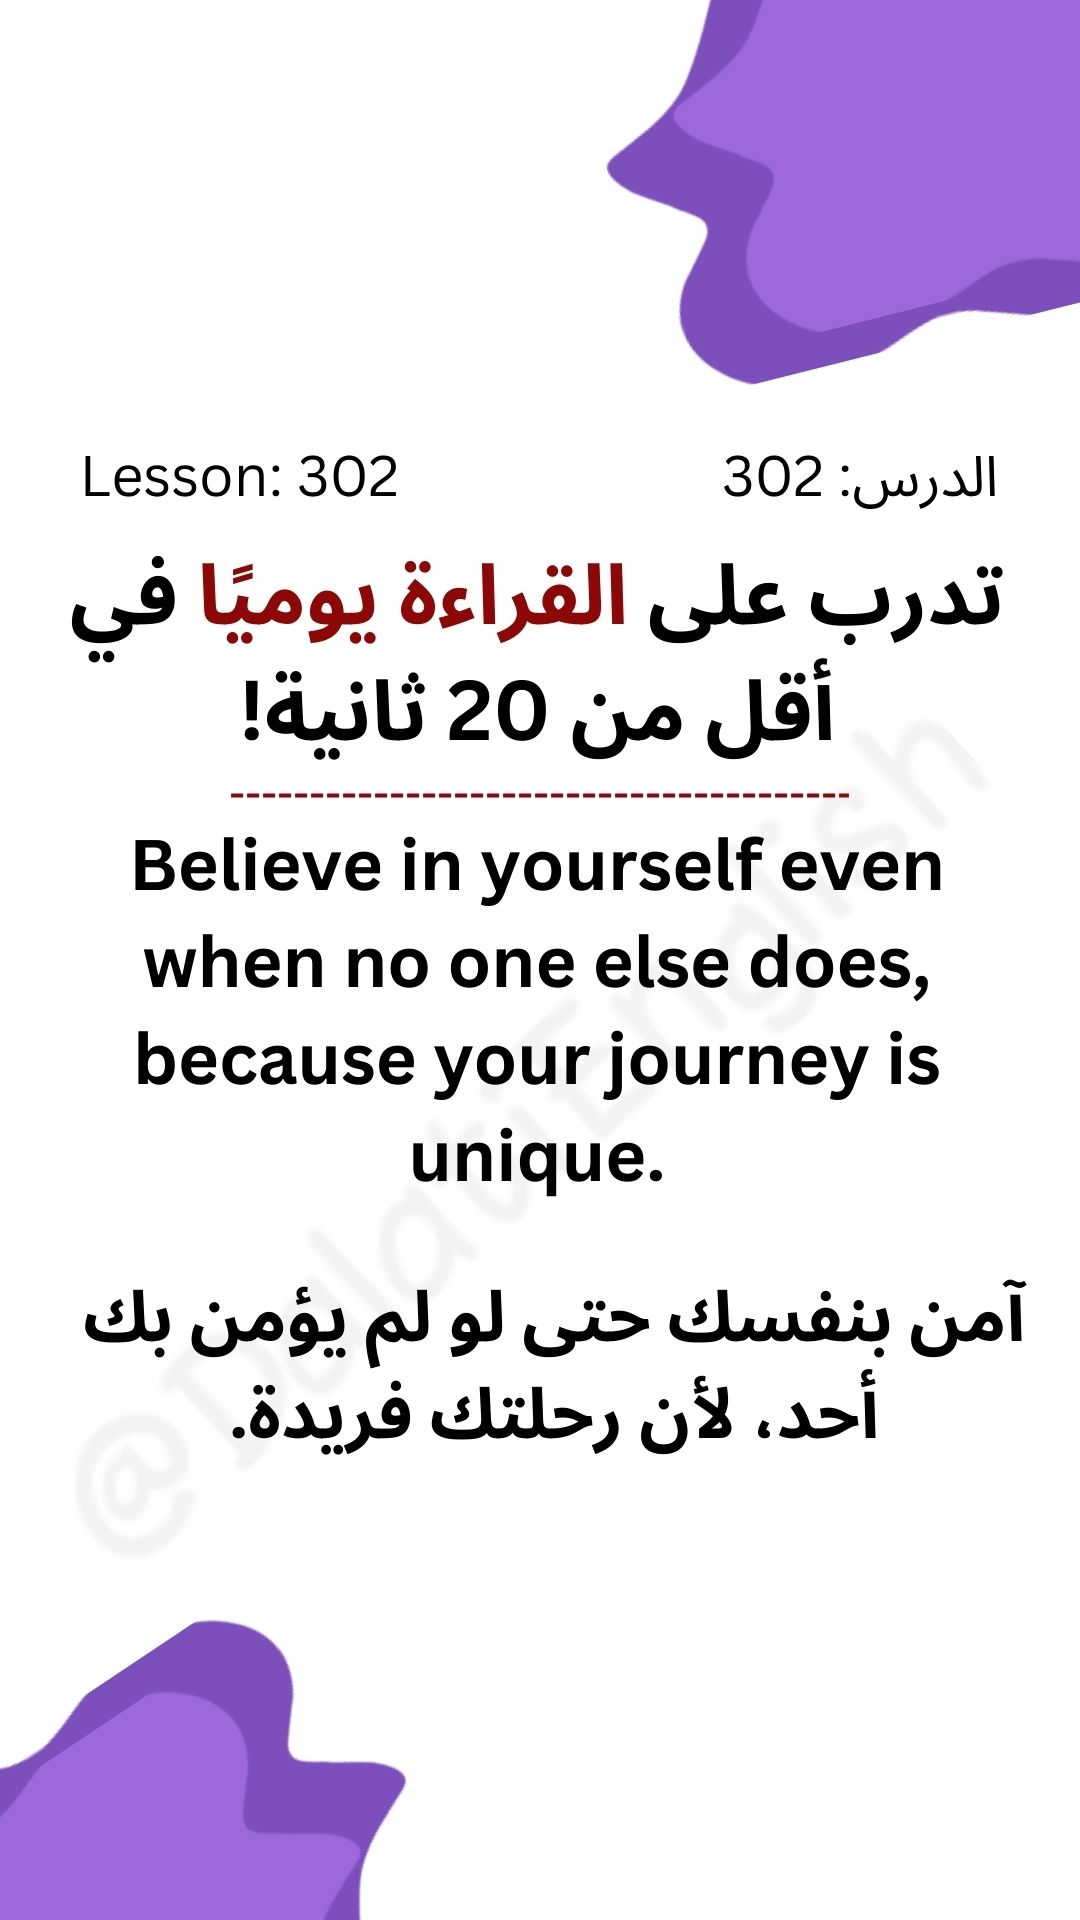 Lesson: 302
الدرس: 302
تدرب على القراءة يوميًا في
أقل من 20 ثانية!
---------------------------------------
Believe in yourself even
when no one else does,
because your journey is
unique.
آمن بنفسك حتى لو لم يؤمن بك
أحد، لأن رحلتك فريدة.
@DalatiEnglish